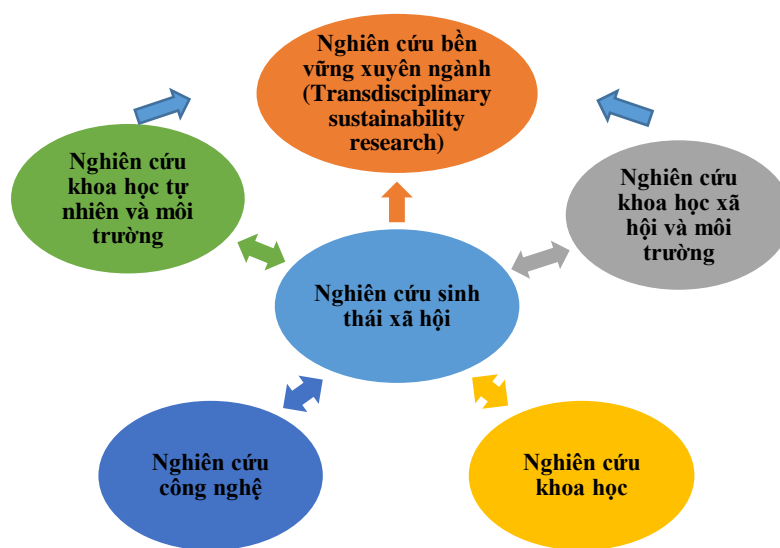 Nghiên cứu bền
vững xuyên ngành
(Transdisciplinary
sustainability
research)
Nghiên cứu
khoa học tự
nhiên và môi
trường
Nghiên cứu
khoa học xã
hội và môi
trường
Nghiên cứu sinh
thái xã hội
Nghiên cứu
công nghệ
Nghiên cứu
khoa học